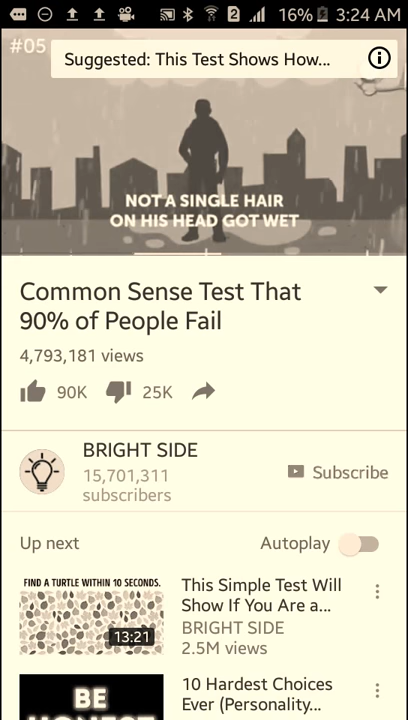 2 16% 3:24 AM
#05
Suggested: This Test Shows How...
NOT A SINGLE HAIR
ON HIS HEAD GOT WET
Common Sense Test That
90% of People Fail
4,793,181 views
90K 25K
BRIGHT SIDE
15,701,311
subscribers
Subscribe
Up next Autoplay
FIND A TURTLE WITHIN 10 SECONDS.
13:21
This Simple Test Will
Show If You Are a...
BRIGHT SIDE
2.5M views
BE
HONEST
10 Hardest Choices
Ever (Personality...